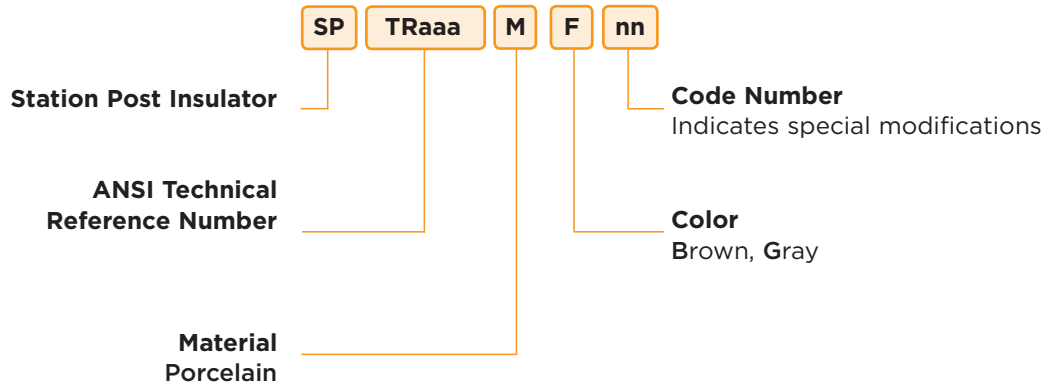 SP TRaaa M F nn
Station Post Insulator
Code Number
Indicates special modifications
ANSI Technical
Reference Number
Color
Brown, Gray
Material
Porcelain